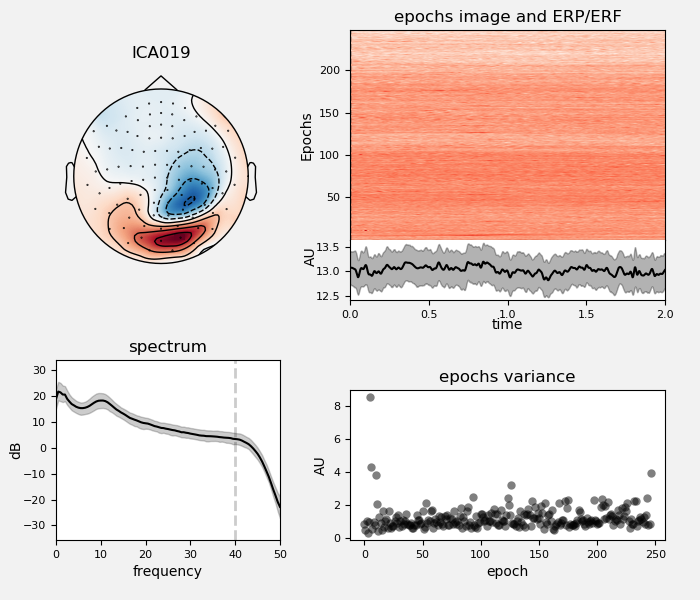 ICA019
epochs image and ERP/ERF
Epochs
200
150
100
50
AU
13.5
13.0
12.5
0.0 0.5 1.0 1.5 2.0
time
spectrum
dB
30
20
10
0
−10
−20
−30
0 10 20 30 40 50
frequency
epochs variance
AU
8
6
4
2
0
0 50 100 150 200 250
epoch